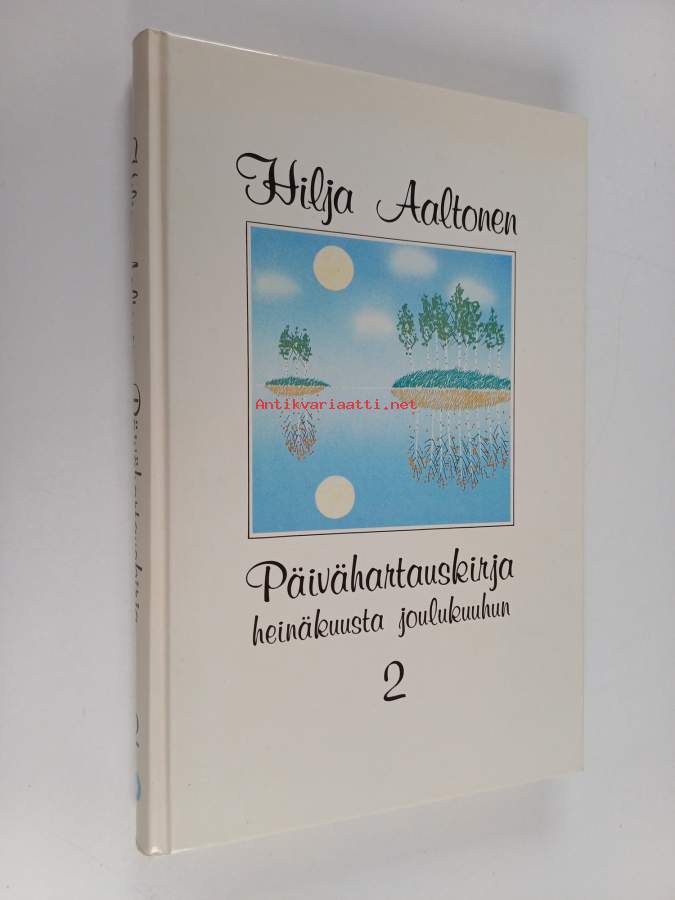 Hilja Aaltonen
Antikvariaatti.net
Päivähartauskirja
heinäkuusta joulukuuhun
2